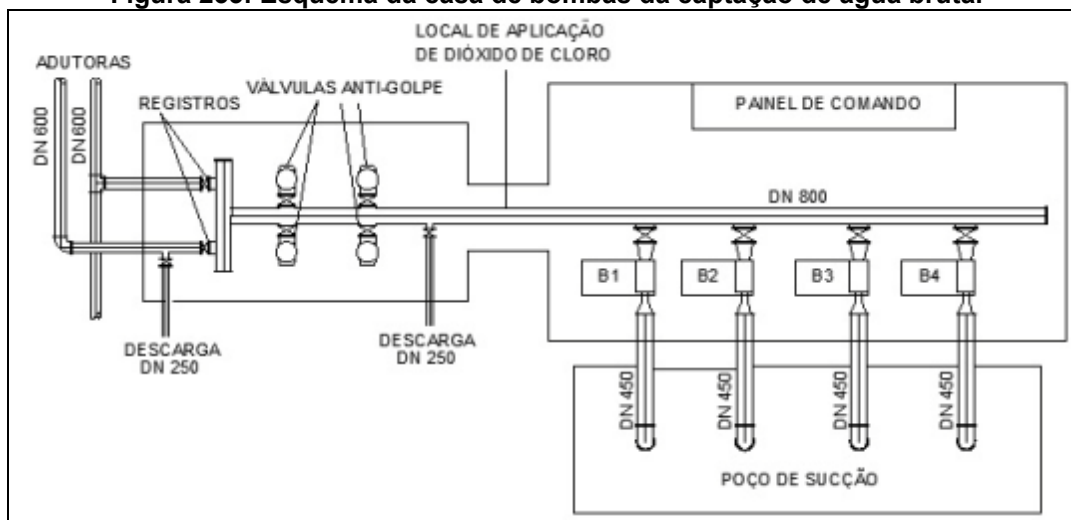 Figura 209. Esquema da casa de bombas da captação de água bruta.
LOCAL DE APLICAÇÃO
DE DIÓXIDO DE CLORO
ADUTORAS
VÁLVULAS ANTI-GOLPE
REGISTROS
PAINEL DE COMANDO
DN 600
DN 600
DN 800
B1
B2
B3
B4
DESCARGA
DN 250
DESCARGA
DN 250
DN 450
DN 450
DN 450
DN 450
POÇO DE SUCÇÃO